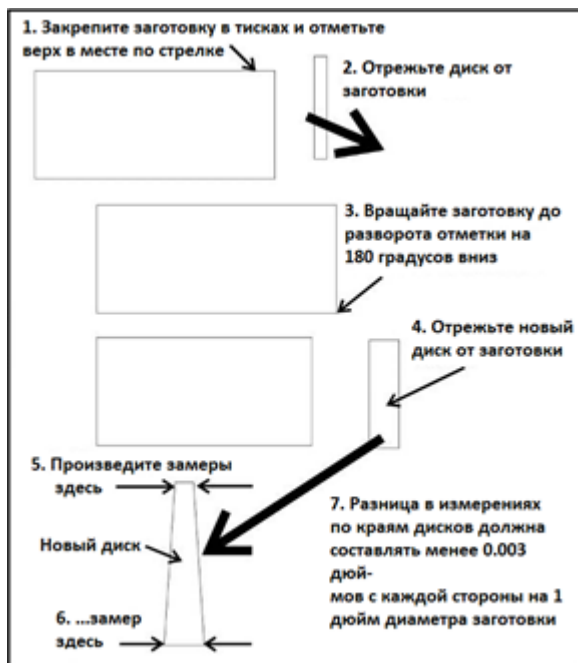 1. Закрепите заготовку в тисках и отметьте
верх в месте по стрелке
2. Отрежьте диск от
заготовки
3. Вращайте заготовку до
разворота отметки на
180 градусов вниз
4. Отрежьте новый
диск от заготовки
5. Произведите замеры
здесь
Новый диск
6. ...замер
здесь
7. Разница в измерениях
по краям дисков должна
составлять менее 0.003
дюй-
мов с каждой стороны на 1
дюйм диаметра заготовки